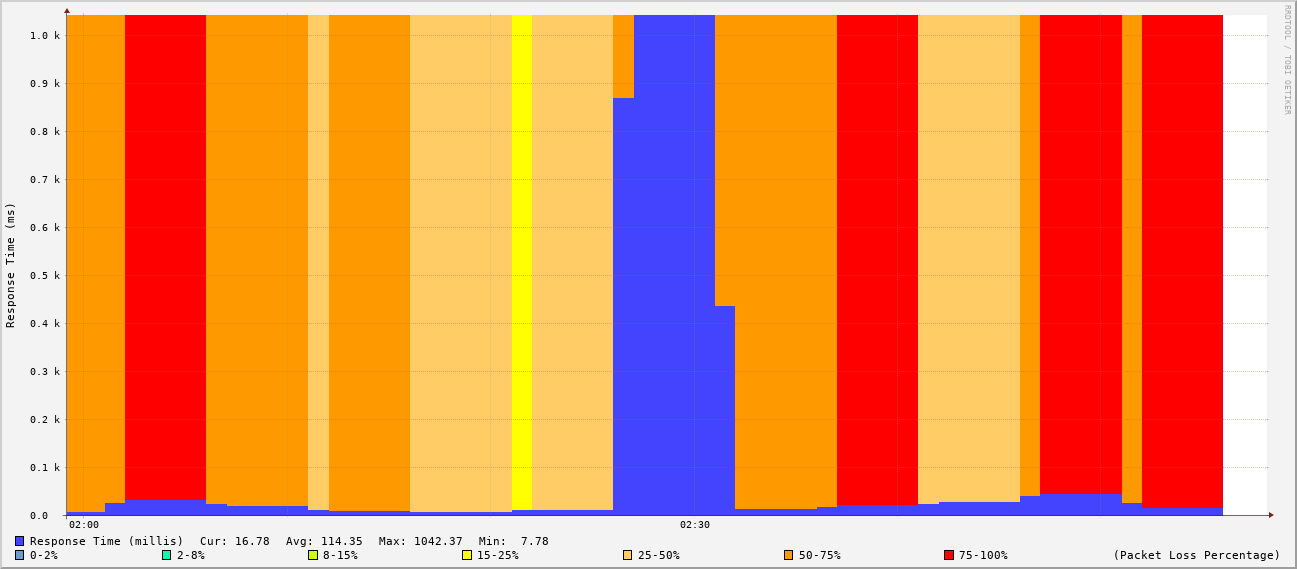 RRDTOOL / TOBI OETIKER
Response Time (ms)
1.0 k
0.9 k
0.8 k
0.7 k
0.6 k
0.5 k
0.4 k
0.3 k
0.2 k
0.1 k
0.0
02:00 02:30
Response Time (millis) Cur: 16.78 Avg: 114.35 Max: 1042.37 Min: 7.78
0-2% 2-8% 8-15% 15-25% 25-50% 50-75% 75-100% (Packet Loss Percentage)